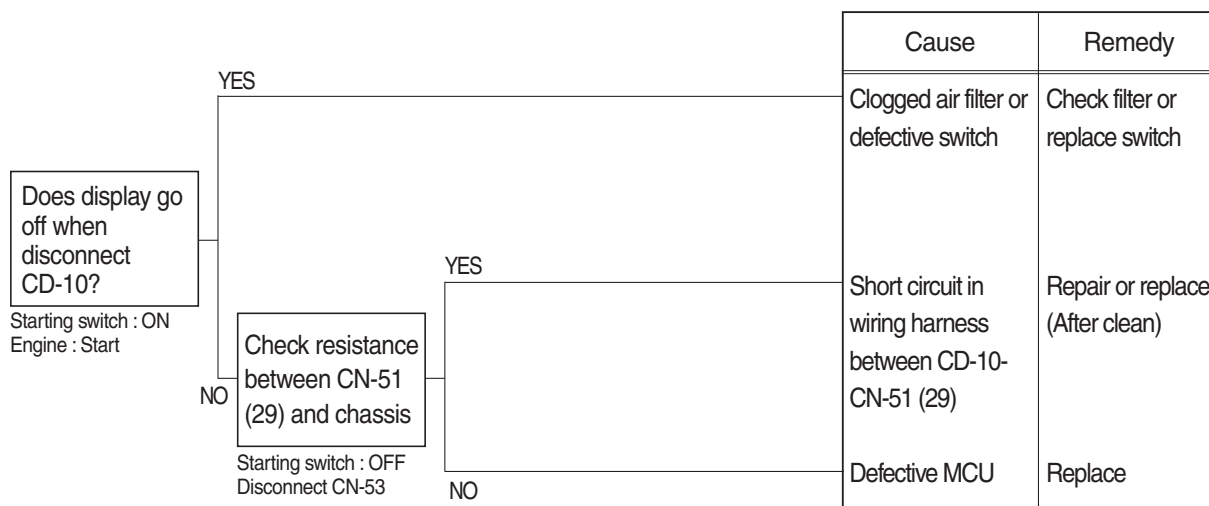 Cause Remedy
YES
Clogged air filter or Check filter or
defective switch replace switch
Does display go
off when
disconnect
CD-10?
Starting switch : ON
Engine : Start
YES
Short circuit in Repair or replace
wiring harness (After clean)
between CD-10-
CN-51 (29)
NO
Check resistance
between CN-51
(29) and chassis
Starting switch : OFF
Disconnect CN-53
NO
Defective MCU Replace